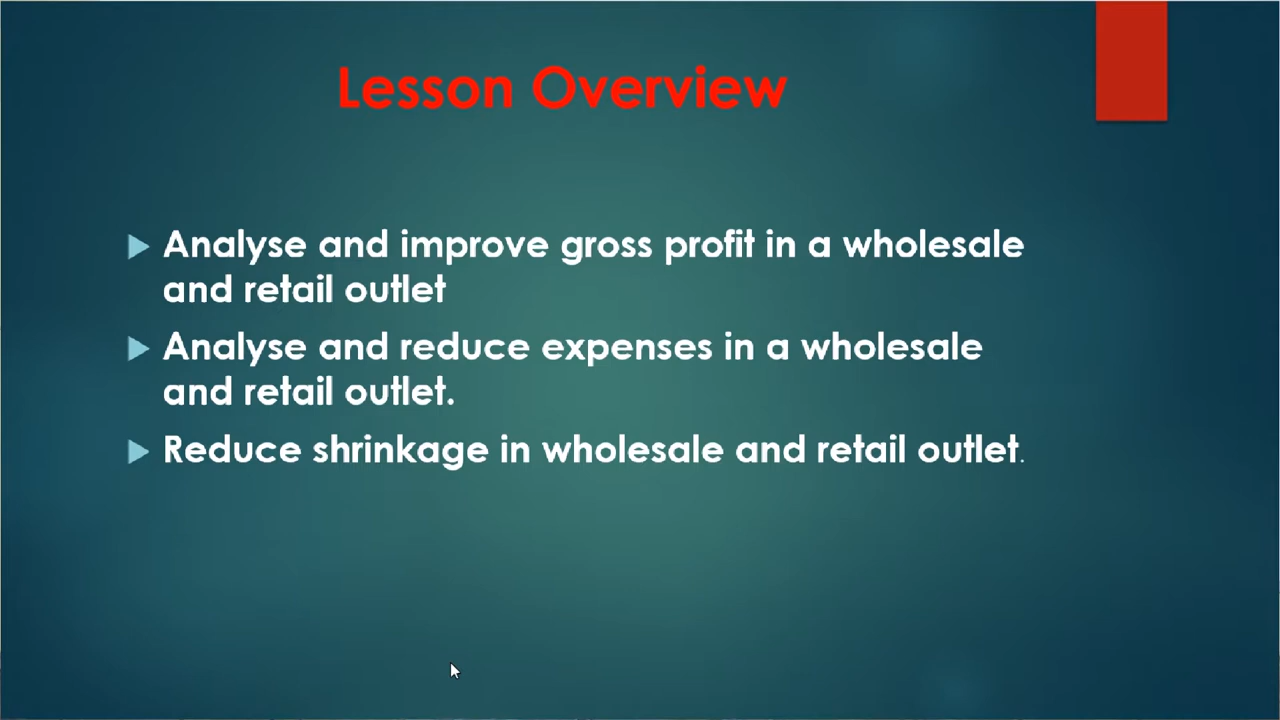 Lesson Overview
Analyse and improve gross profit in a wholesale
and retail outlet
Analyse and reduce expenses in a wholesale
and retail outlet.
Reduce shrinkage in wholesale and retail outlet.